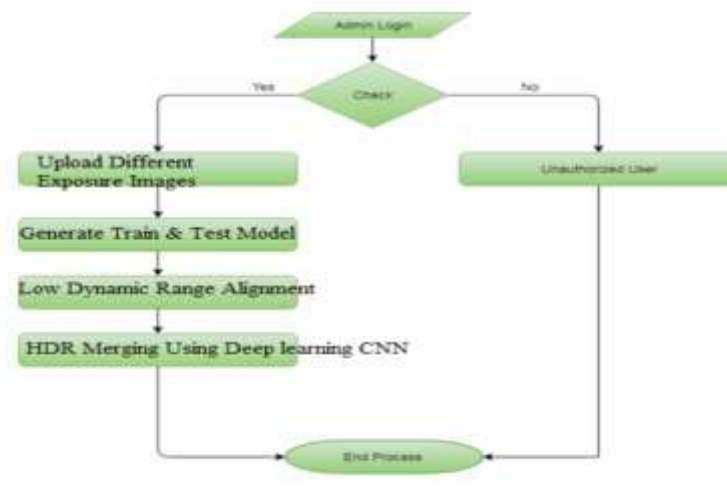 Admin Login
Check
Yes
No
Upload Different
Exposure Images
Unauthorized User
Generate Train & Test Model
Low Dynamic Range Alignment
HDR Merging Using Deep learning CNN
End Process